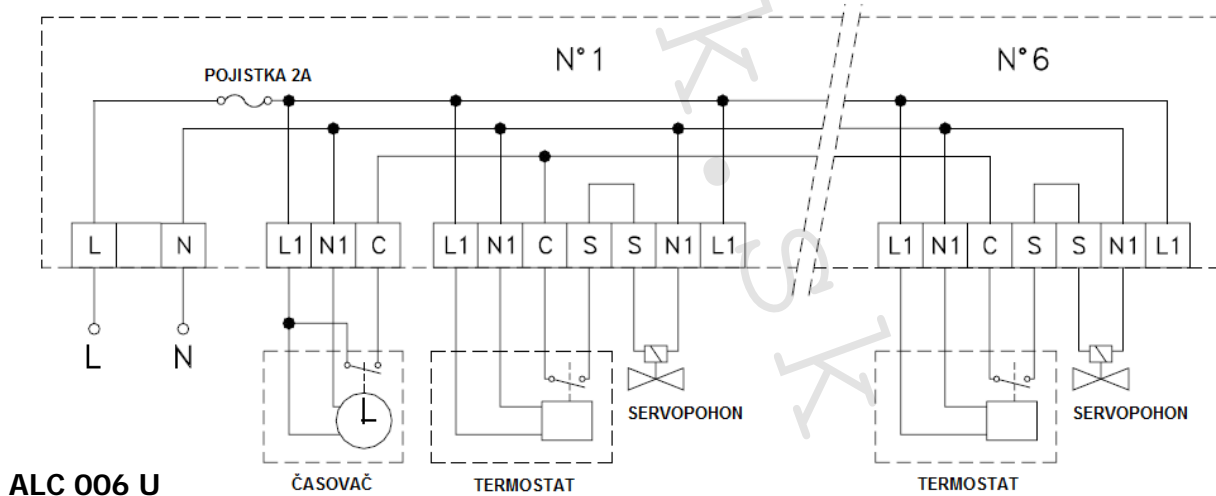 N°1
N°6
POJISTKA 2A
L N L1 N1 C L1 N1 C S S N1 L1 L1 N1 C S S N1 L1
L N
SERVOPOHON
SERVOPOHON
ALC 006 U
ČASOVAČ
TERMOSTAT
TERMOSTAT
k.sk